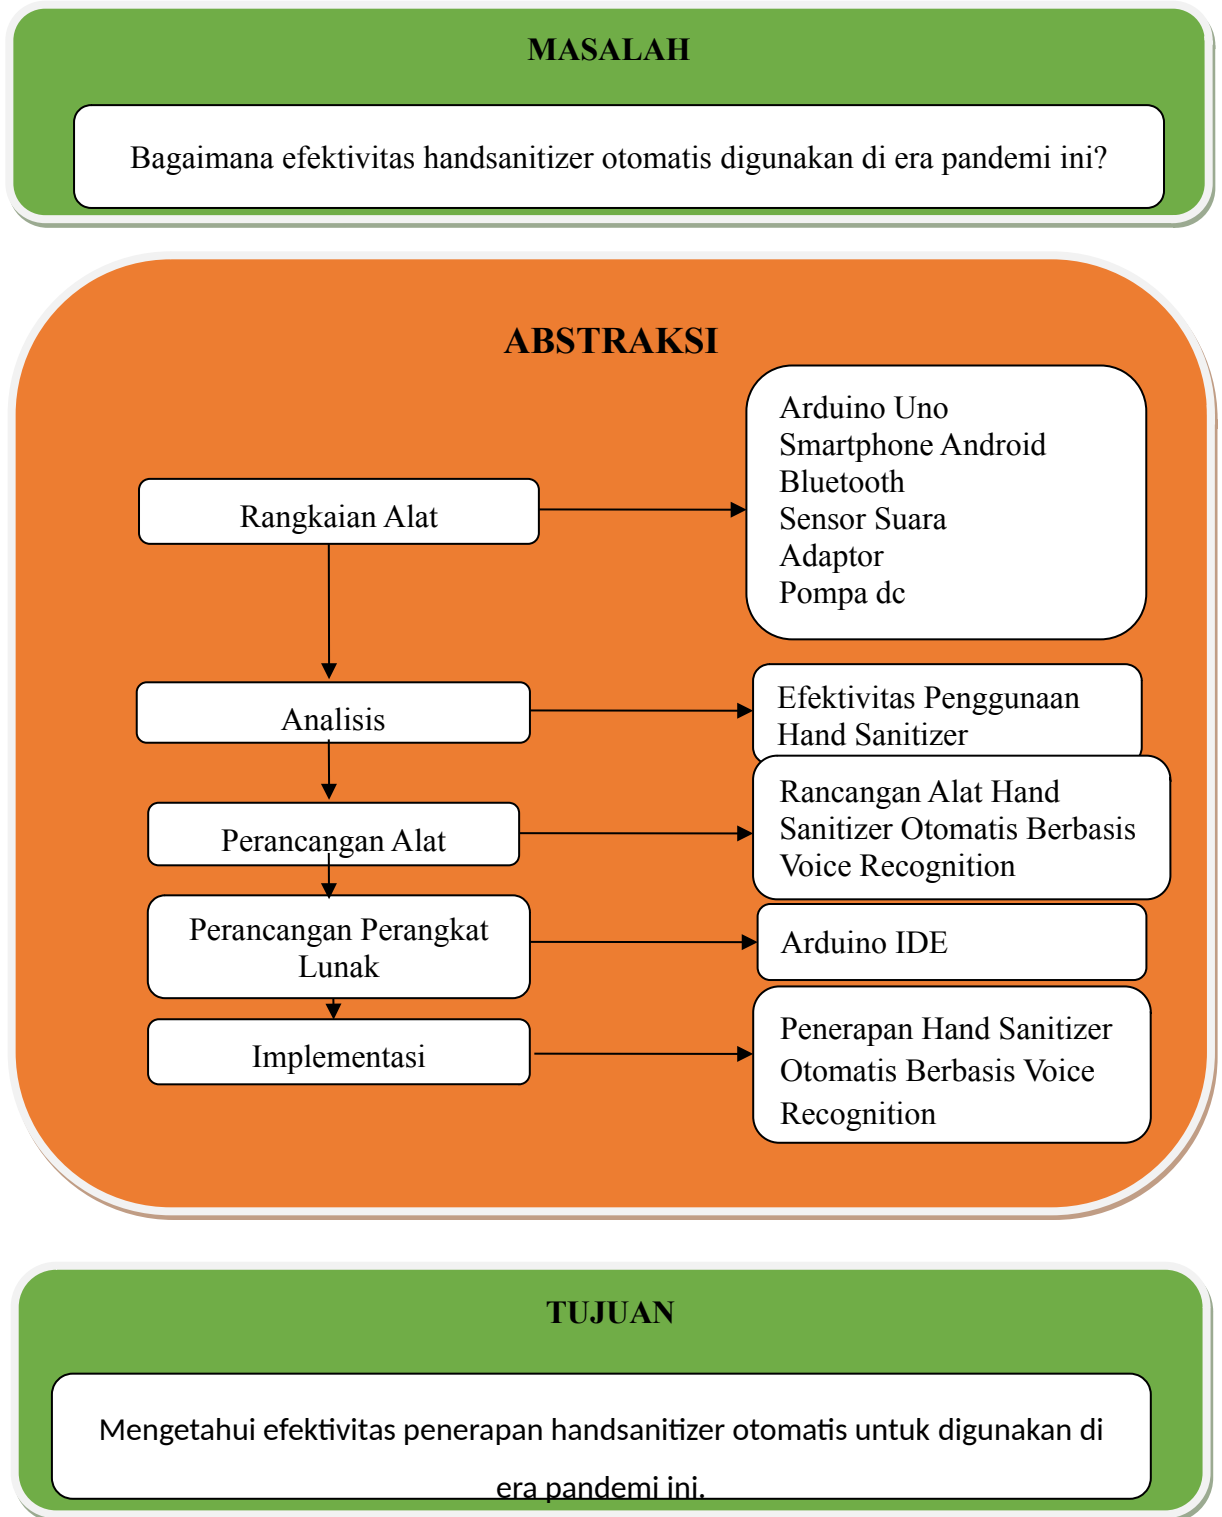 MASALAH
Bagaimana efektivitas handsanitizer otomatis digunakan di era pandemi ini?
ABSTRAKSI
Rangkaian Alat
Arduino Uno
Smartphone Android
Bluetooth
Sensor Suara
Adaptor
Pompa dc
Analisis
Efektivitas Penggunaan
Hand Sanitizer
Perancangan Alat
Rancangan Alat Hand
Sanitizer Otomatis Berbasis
Voice Recognition
Perancangan Perangkat
Lunak
Arduino IDE
Implementasi
Penerapan Hand Sanitizer
Otomatis Berbasis Voice
Recognition
TUJUAN
Mengetahui efektivitas penerapan handsanitizer otomatis untuk digunakan di
era pandemi ini.